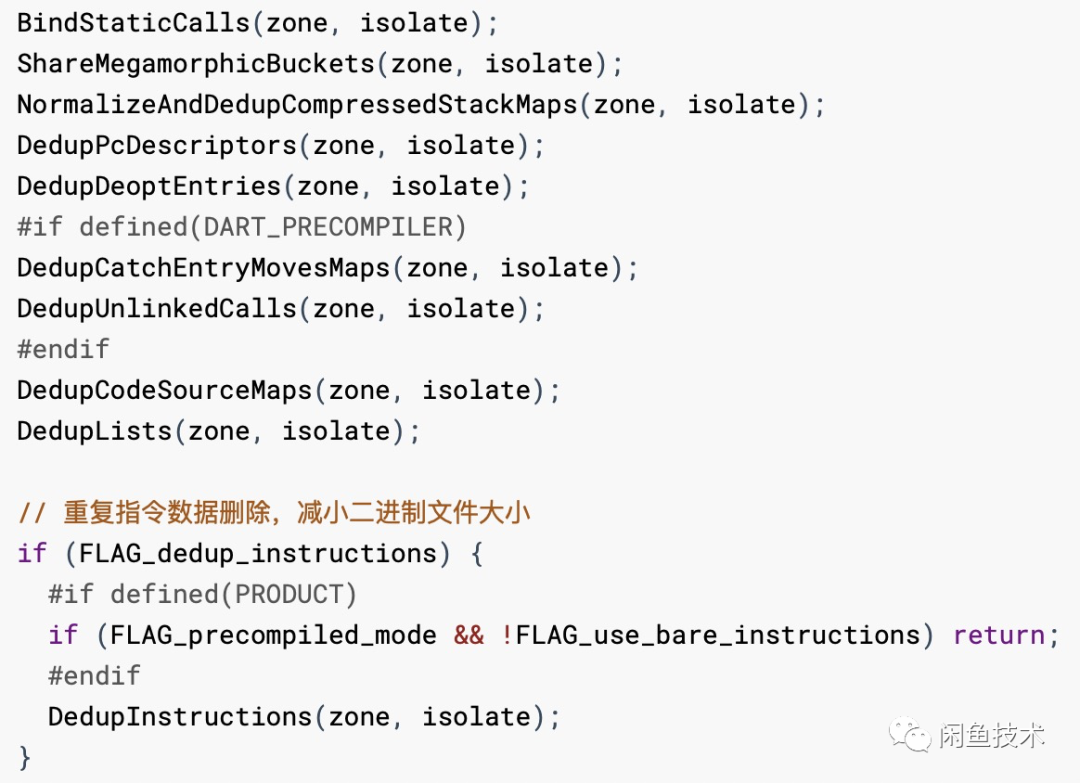 BindStaticCalls(zone, isolate);
ShareMegamorphicBuckets(zone, isolate);
NormalizeAndDedupCompressedStackMaps(zone, isolate);
DedupPcDescriptors(zone, isolate);
DedupDeoptEntries(zone, isolate);
#if defined(DART_PRECOMPILER)
DedupCatchEntryMovesMaps(zone, isolate);
DedupUnlinkedCalls(zone, isolate);
#endif
DedupCodeSourceMaps(zone, isolate);
DedupLists(zone, isolate);

// 重复指令数据删除，减小二进制文件大小
if (FLAG_dedup_instructions) {
  #if defined(PRODUCT)
  if (FLAG_precompiled_mode && !FLAG_use_bare_instructions) return;
  #endif
  DedupInstructions(zone, isolate);
}
闲鱼技术